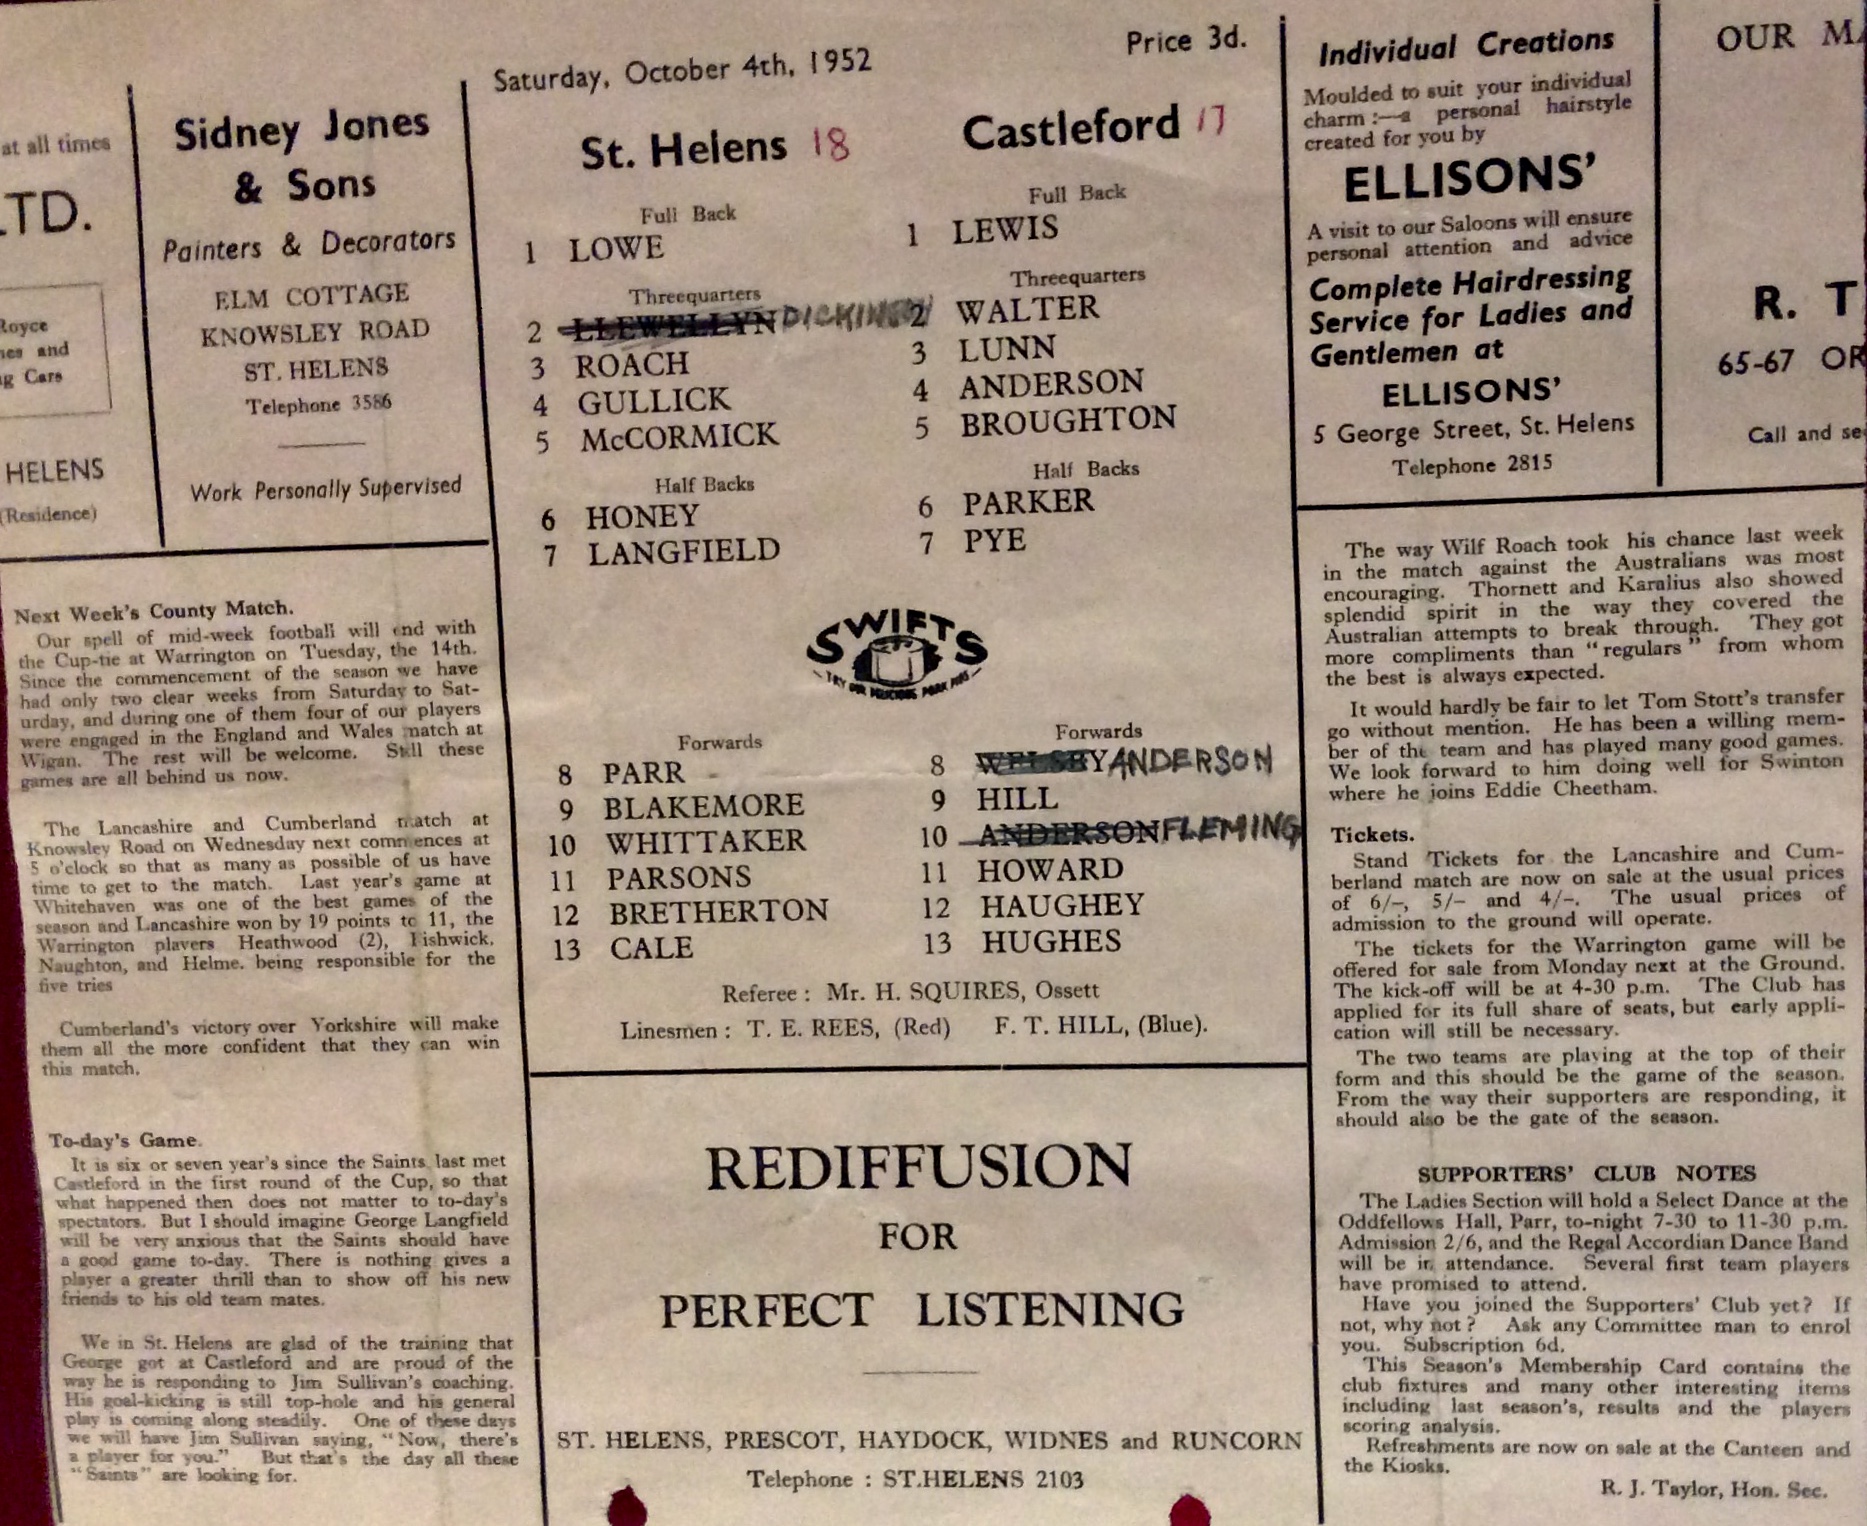 at all times
LTD.
Royce
nes and
g Cars
HELENS
(Residence)
Sidney Jones
& Sons
Painters & Decorators
ELM COTTAGE
KNOWSLEY ROAD
ST. HELENS
Telephone 3586
Work Personally Supervised
Next Week's County Match.
Our spell of mid-week football will end with
the Cup-tie at Warrington on Tuesday, the 14th.
Since the commencement of the season we have
had only two clear weeks from Saturday to Sat-
urday, and during one of them four of our players
were engaged in the England and Wales match at
Wigan. The rest will be welcome. Still these
games are all behind us now.
The Lancashire and Cumberland match at
Knowsley Road on Wednesday next commences at
5 o'clock so that as many as possible of us have
time to get to the match. Last year's game at
Whitehaven was one of the best games of the
season and Lancashire won by 19 points to 11, the
Warrington players Heathwood (2), Fishwick,
Naughton, and Helme, being responsible for the
five tries
Cumberland's victory over Yorkshire will make
them all the more confident that they can win
this match.
To-day's Game.
It is six or seven year's since the Saints last met
Castleford in the first round of the Cup, so that
what happened then does not matter to to-day's
spectators. But I should imagine George Langfield
will be very anxious that the Saints should have
a good game to-day. There is nothing gives a
player a greater thrill than to show off his new
friends to his old team mates.
We in St. Helens are glad of the training that
George got at Castleford and are proud of the
way he is responding to Jim Sullivan's coaching.
His goal-kicking is still top-hole and his general
play is coming along steadily. One of these days
we will have Jim Sullivan saying, "Now, there's
a player for you." But that's the day all these
"Saints" are looking for.
Saturday, October 4th, 1952
Price 3d.
St. Helens 18
Castleford 17
Full Back
1 LOWE
Threequarters
2 LLEWELLYN DICKINSON
3 ROACH
4 GULLICK
5 McCORMICK
Half Backs
6 HONEY
7 LANGFIELD
Full Back
1 LEWIS
Threequarters
2 WALTER
3 LUNN
4 ANDERSON
5 BROUGHTON
Half Backs
6 PARKER
7 PYE
SWIFTS
TRY OUR DELICIOUS PORK PIES
Forwards
8 PARR
9 BLAKEMORE
10 WHITTAKER
11 PARSONS
12 BRETHERTON
13 CALE
Forwards
8 WELSBY ANDERSON
9 HILL
10 ANDERSON FLEMING
11 HOWARD
12 HAUGHEY
13 HUGHES
Referee : Mr. H. SQUIRES, Ossett
Linesmen : T. E. REES, (Red) F. T. HILL, (Blue).
REDIFFUSION
FOR
PERFECT LISTENING
ST. HELENS, PRESCOT, HAYDOCK, WIDNES and RUNCORN
Telephone : ST.HELENS 2103
Individual Creations
Moulded to suit your individual
charm :—a personal hairstyle
created for you by
ELLISONS'
A visit to our Saloons will ensure
personal attention and advice
Complete Hairdressing
Service for Ladies and
Gentlemen at
ELLISONS'
5 George Street, St. Helens
Telephone 2815
OUR MA
R. T
65-67 OR
Call and se
The way Wilf Roach took his chance last week
in the match against the Australians was most
encouraging. Thornett and Karalius also showed
splendid spirit in the way they covered the
Australian attempts to break through. They got
more compliments than "regulars" from whom
the best is always expected.
It would hardly be fair to let Tom Stott's transfer
go without mention. He has been a willing mem-
ber of the team and has played many good games.
We look forward to him doing well for Swinton
where he joins Eddie Cheetham.
Tickets.
Stand Tickets for the Lancashire and Cum-
berland match are now on sale at the usual prices
of 6/-, 5/- and 4/-. The usual prices of
admission to the ground will operate.
The tickets for the Warrington game will be
offered for sale from Monday next at the Ground.
The kick-off will be at 4-30 p.m. The Club has
applied for its full share of seats, but early appli-
cation will still be necessary.
The two teams are playing at the top of their
form and this should be the game of the season.
From the way their supporters are responding, it
should also be the gate of the season.
SUPPORTERS' CLUB NOTES
The Ladies Section will hold a Select Dance at the
Oddfellows Hall, Parr, to-night 7-30 to 11-30 p.m.
Admission 2/6, and the Regal Accordian Dance Band
will be in attendance. Several first team players
have promised to attend.
Have you joined the Supporters' Club yet? If
not, why not? Ask any Committee man to enrol
you. Subscription 6d.
This Season's Membership Card contains the
club fixtures and many other interesting items
including last season's, results and the players
scoring analysis.
Refreshments are now on sale at the Canteen and
the Kiosks.
R. J. Taylor, Hon. Sec.